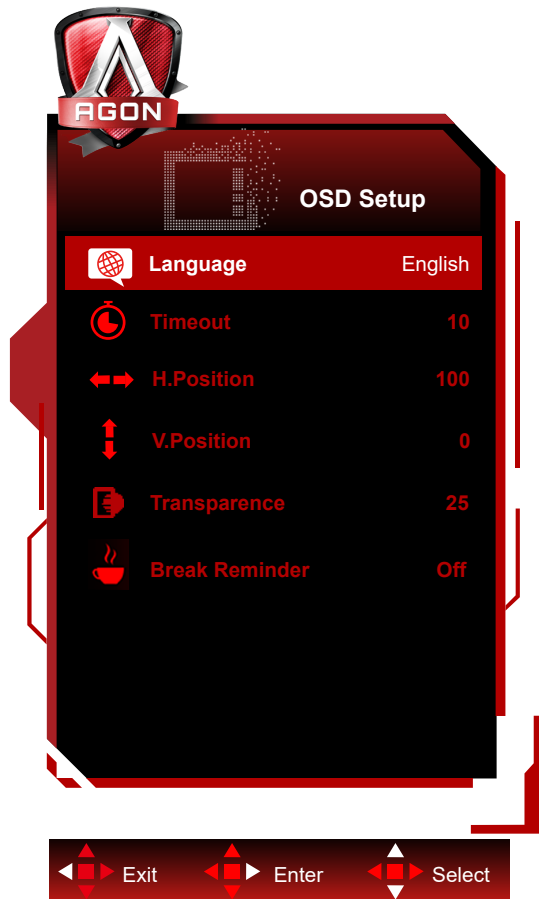 AGON
OSD Setup
Language English
Timeout 10
H.Position 100
V.Position 0
Transparence 25
Break Reminder Off
Exit Enter Select